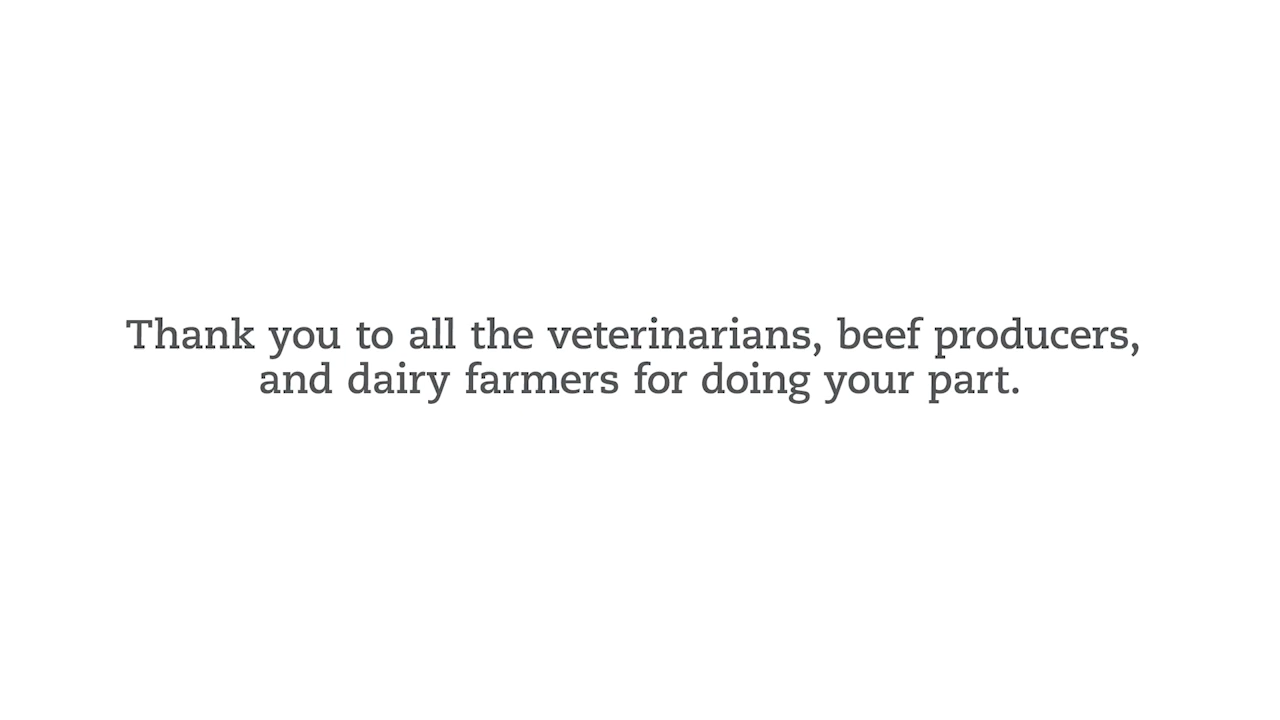 Thank you to all the veterinarians, beef producers,
and dairy farmers for doing your part.